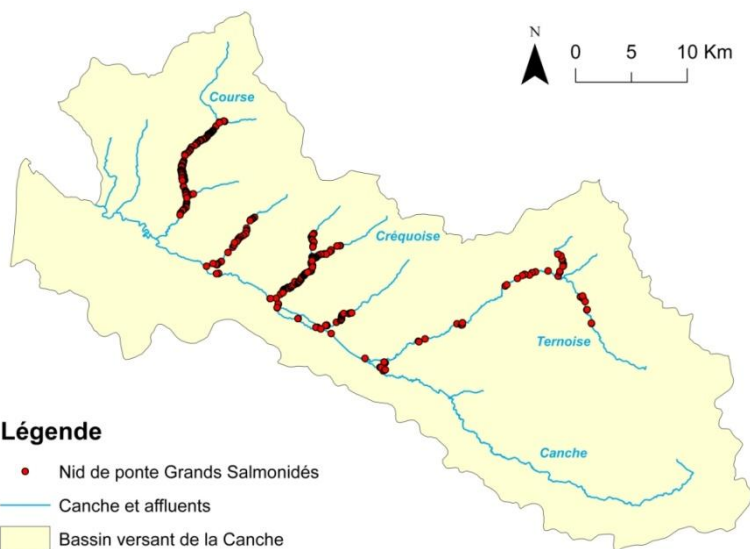 N
0 5 10 Km
Course
Créquoise
Ternoise
Canche
Légende
Nid de ponte Grands Salmonidés
Canche et affluents
Bassin versant de la Canche